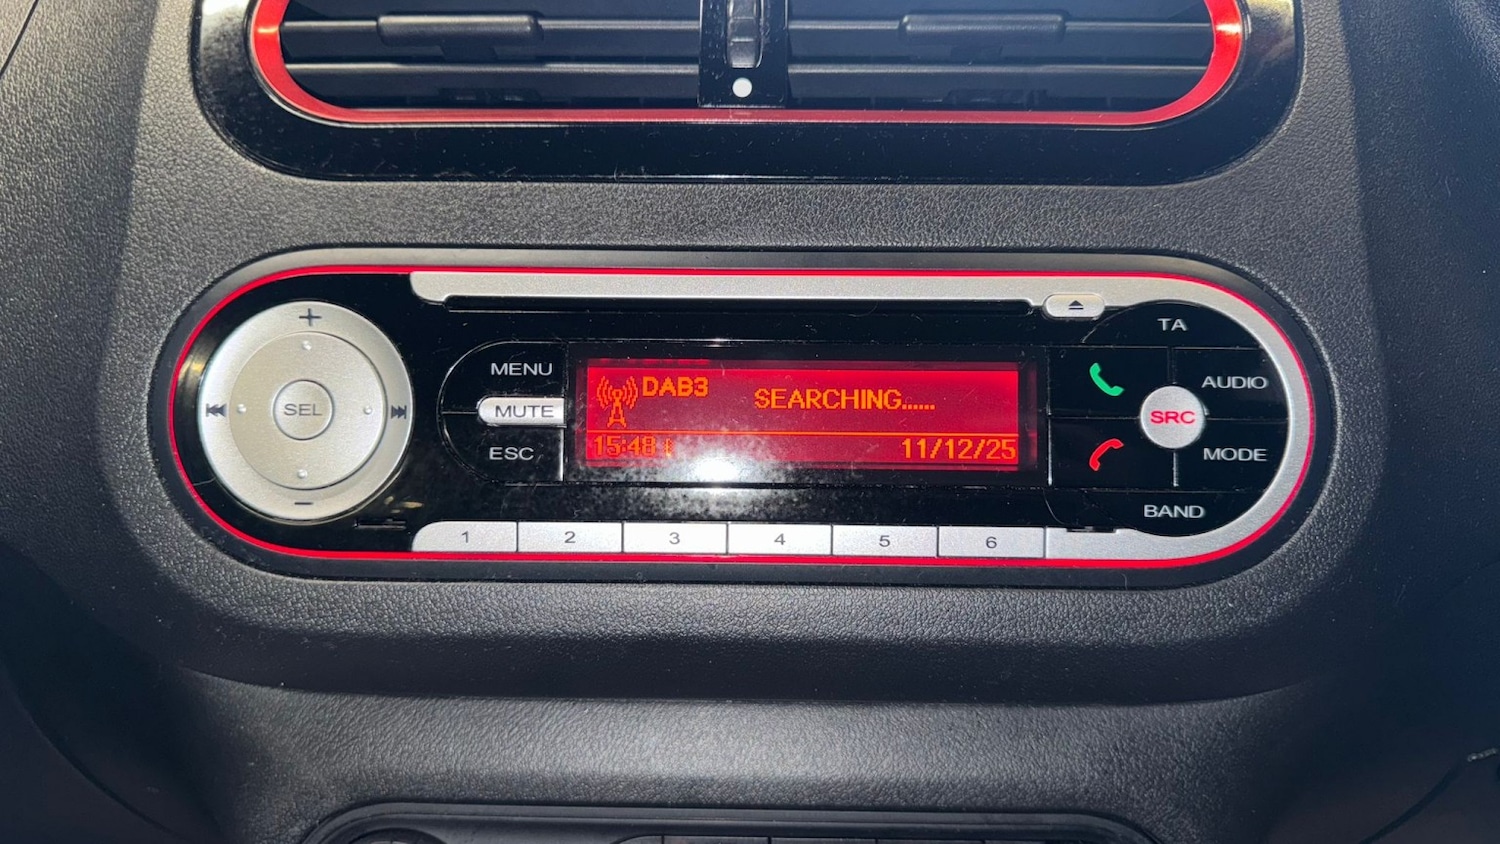 TA
MENU
MUTE
ESC
SEL
DAB3 SEARCHING......
15:48 11/12/25
AUDIO
SRC
MODE
BAND
1 2 3 4 5 6